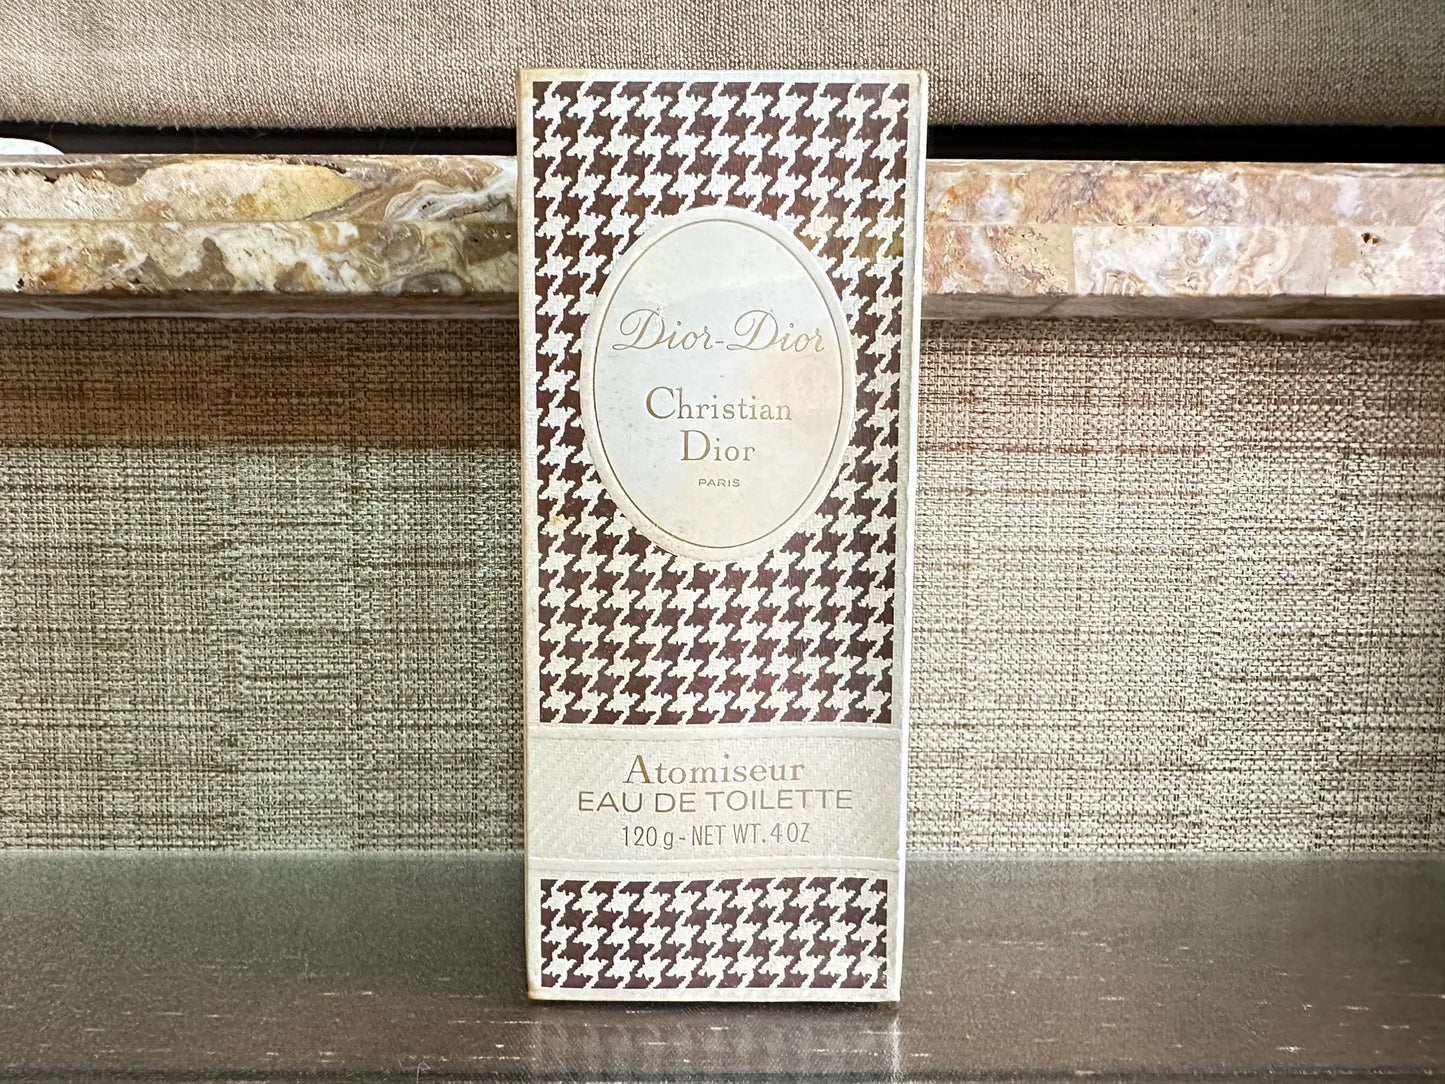 Dior-Dior
Christian
Dior
PARIS
Atomiseur
EAU DE TOILETTE
120 g - NET WT. 4 OZ